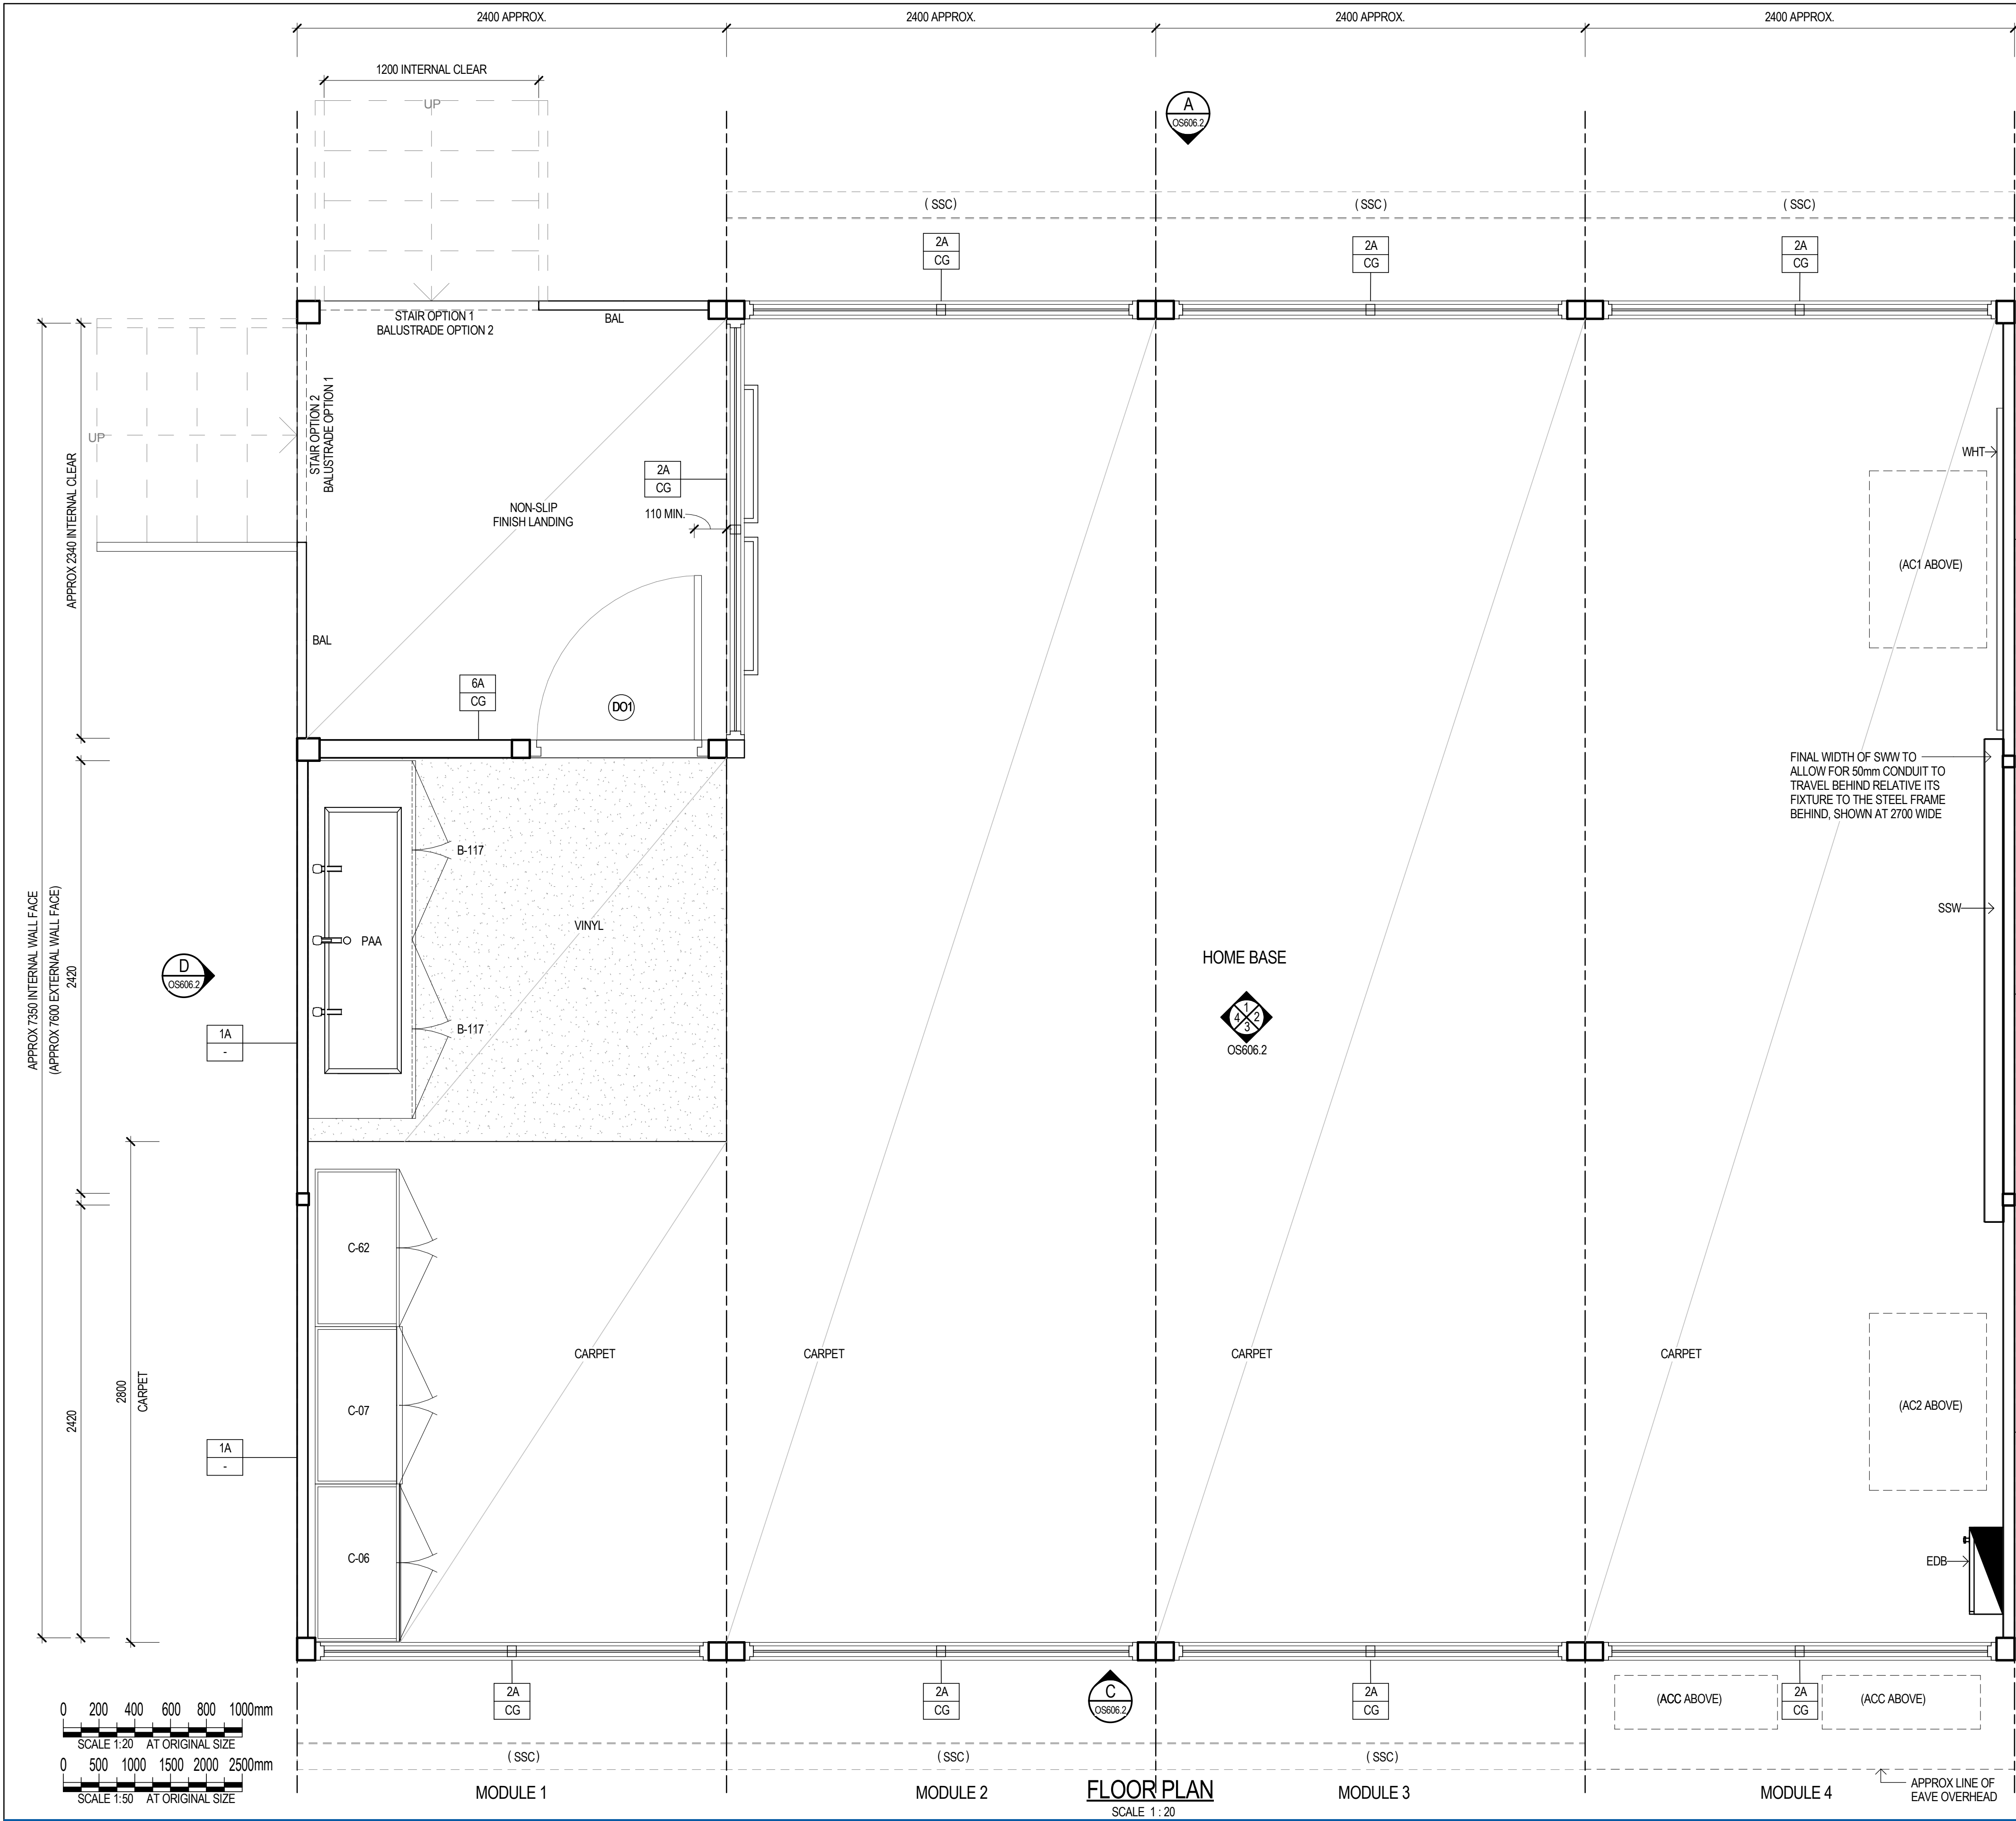 2400 APPROX.
2400 APPROX.
2400 APPROX.
2400 APPROX.
1200 INTERNAL CLEAR
UP
A
OS606.2
( SSC)
( SSC )
( SSC )
2A
CG
2A
CG
2A
CG
STAIR OPTION 1
BALUSTRADE OPTION 2
BAL
UP
STAIR OPTION 2
BALUSTRADE OPTION 1
APPROX 2340 INTERNAL CLEAR
2A
CG
110 MIN.
NON-SLIP
FINISH LANDING
WHT
(AC1 ABOVE)
BAL
6A
CG
DO1
FINAL WIDTH OF SWW TO
ALLOW FOR 50mm CONDUIT TO
TRAVEL BEHIND RELATIVE ITS
FIXTURE TO THE STEEL FRAME
BEHIND, SHOWN AT 2700 WIDE
B-117
SSW
VINYL
PAA
HOME BASE
APPROX 7350 INTERNAL WALL FACE
(APPROX 7600 EXTERNAL WALL FACE)
2420
D
OS606.2
1
4 2
3
OS606.2
B-117
1A
-
C-62
CARPET
CARPET
CARPET
CARPET
2800
CARPET
2420
C-07
(AC2 ABOVE)
1A
-
C-06
EDB
2A
CG
2A
CG
C
OS606.2
2A
CG
(ACC ABOVE)
2A
CG
(ACC ABOVE)
0 200 400 600 800 1000mm
SCALE 1:20 AT ORIGINAL SIZE
0 500 1000 1500 2000 2500mm
SCALE 1:50 AT ORIGINAL SIZE
( SSC )
( SSC )
( SSC )
MODULE 1
MODULE 2
FLOOR PLAN
SCALE 1 : 20
MODULE 3
MODULE 4
APPROX LINE OF
EAVE OVERHEAD